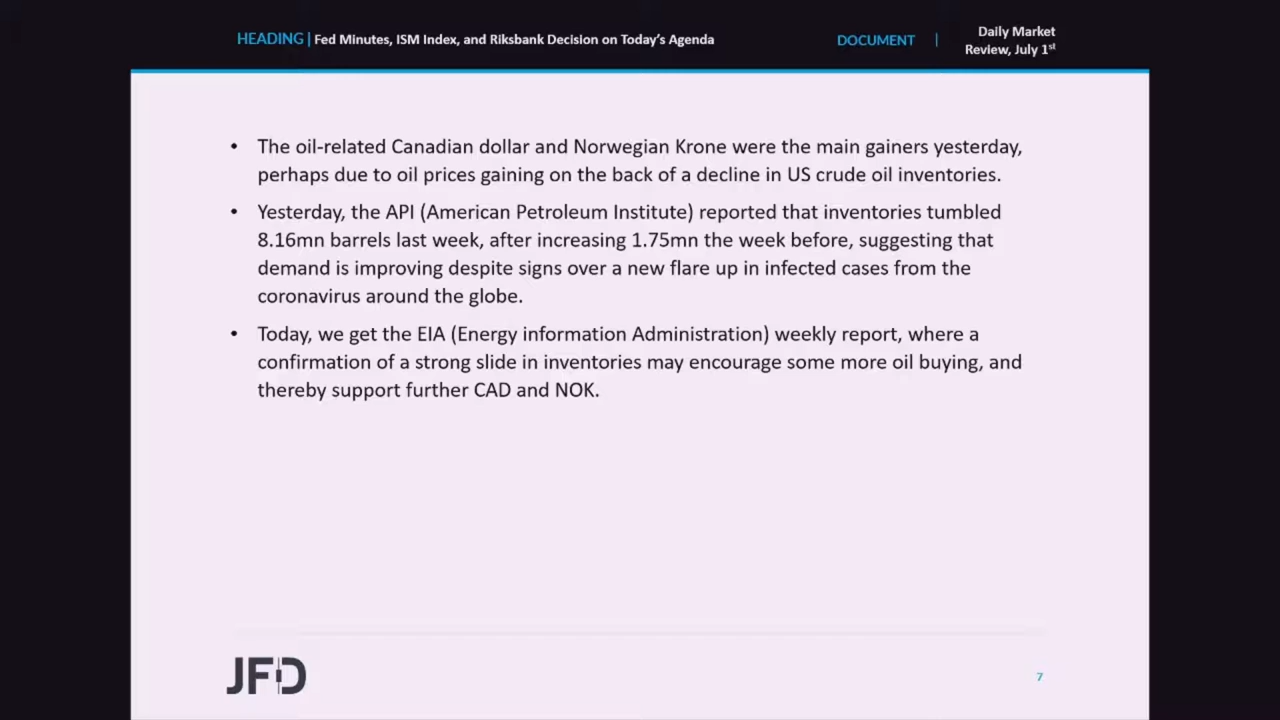 HEADING | Fed Minutes, ISM Index, and Riksbank Decision on Today's Agenda
DOCUMENT |
Daily Market
Review, July 1st
• The oil-related Canadian dollar and Norwegian Krone were the main gainers yesterday,
perhaps due to oil prices gaining on the back of a decline in US crude oil inventories.
• Yesterday, the API (American Petroleum Institute) reported that inventories tumbled
8.16mn barrels last week, after increasing 1.75mn the week before, suggesting that
demand is improving despite signs over a new flare up in infected cases from the
coronavirus around the globe.
• Today, we get the EIA (Energy information Administration) weekly report, where a
confirmation of a strong slide in inventories may encourage some more oil buying, and
thereby support further CAD and NOK.
JFD
7